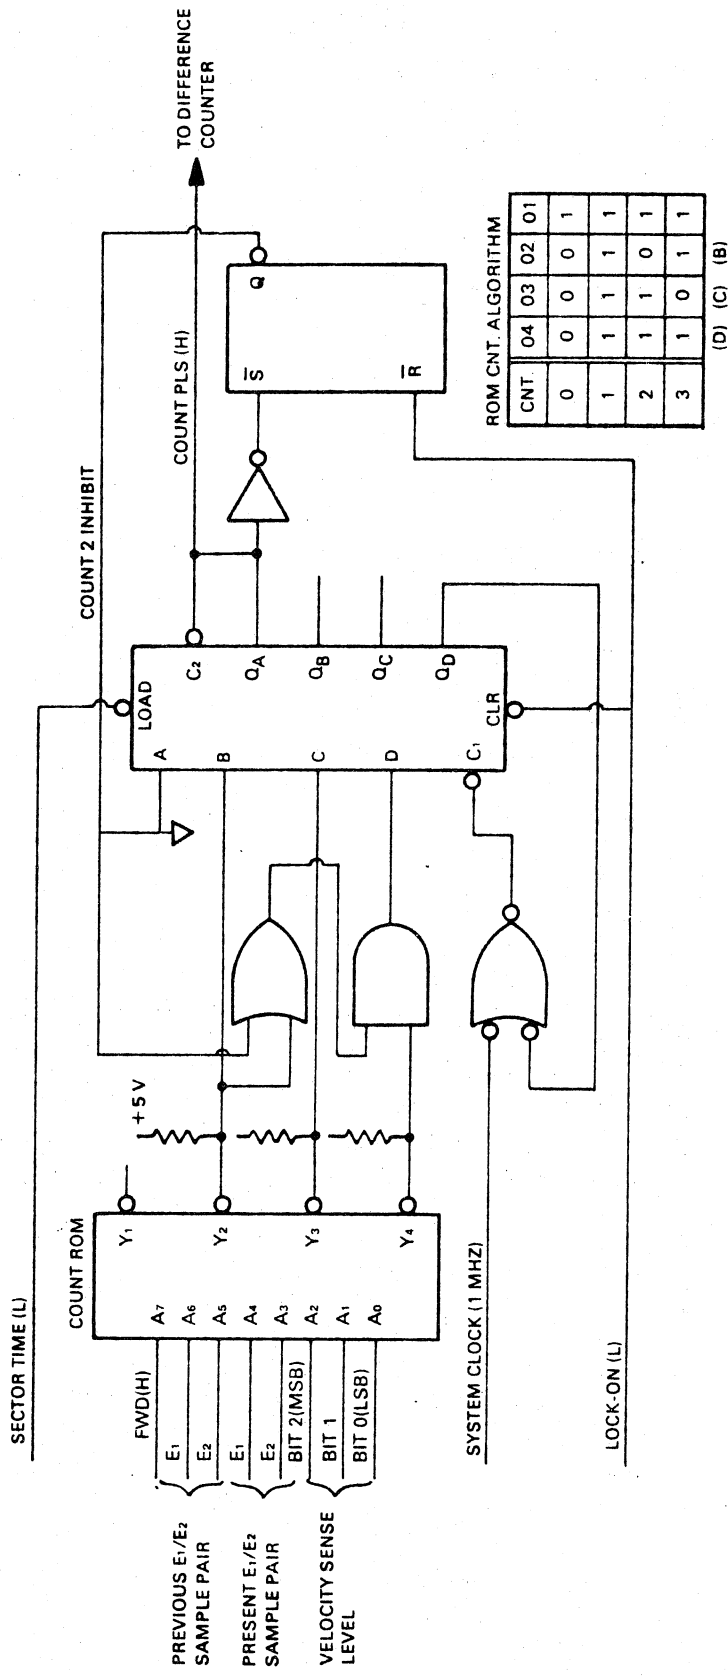 SECTOR TIME (L)
COUNT 2 INHIBIT
TO DIFFERENCE
COUNTER
COUNT PLS (H)
COUNT ROM
+5 V
FWD(H)
E1
E2
E1
E2
BIT 2(MSB)
BIT 1
BIT 0(LSB)
PREVIOUS E1/E2
SAMPLE PAIR
PRESENT E1/E2
SAMPLE PAIR
VELOCITY SENSE
LEVEL
A7
A6
A5
A4
A3
A2
A1
A0
Y1
Y2
Y3
Y4
LOAD
A
B
C
D
C1
CLR
C2
QA
QB
QC
QD
S
R
Q
SYSTEM CLOCK (1 MHZ)
LOCK-ON (L)
ROM CNT. ALGORITHM
CNT. 04 03 02 01
0 0 0 0 1
1 1 1 1 1
2 1 1 0 1
3 1 0 1 1
(D) (C) (B)